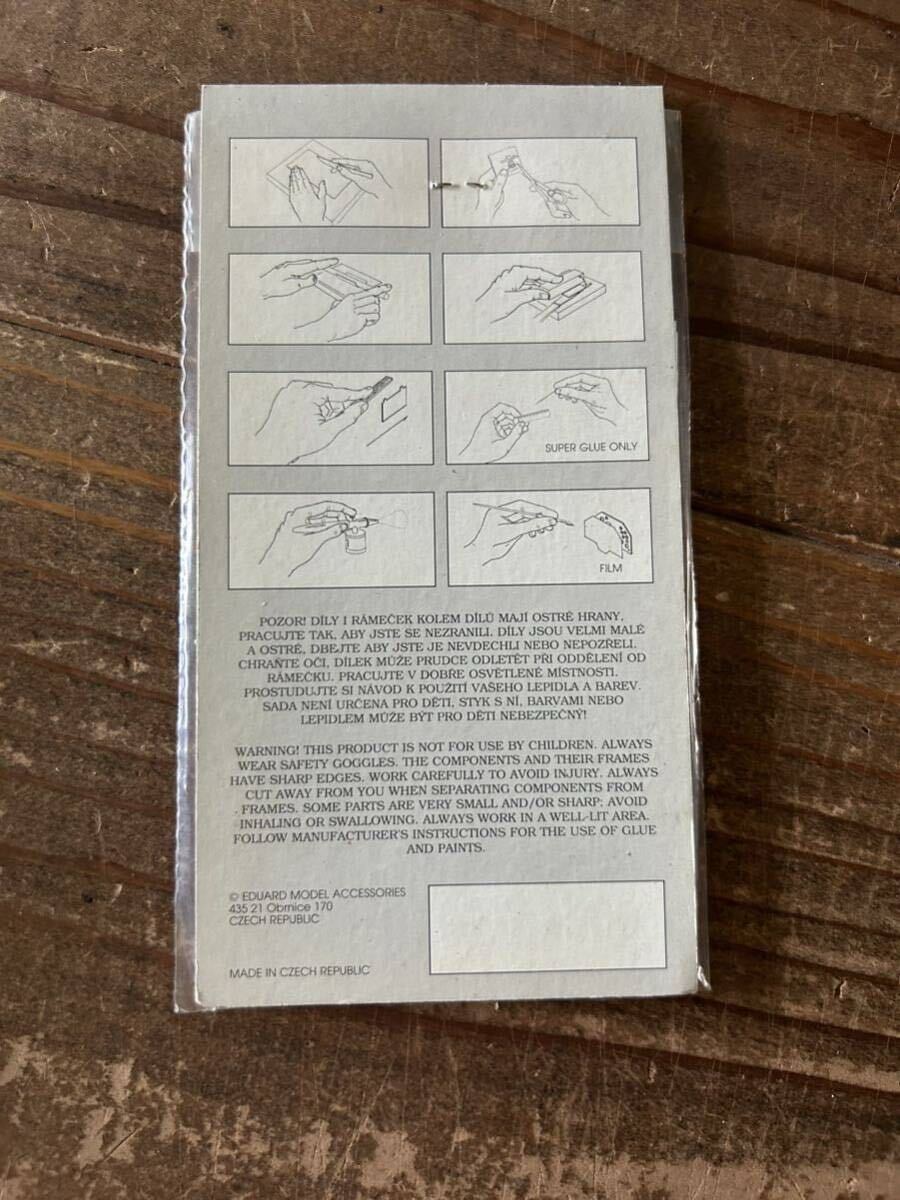 SUPER GLUE ONLY
FILM
POZOR! DÍLY I RÁMEČEK KOLEM DÍLŮ MAJÍ OSTRÉ HRANY,
PRACUJTE TAK, ABY JSTE SE NEZRANILI. DÍLY JSOU VELMI MALÉ
A OSTRÉ, DBEJTE ABY JSTE JE NEVDECHLI NEBO NEPOZŘELI.
CHRAŇTE OČI, DÍLEK MŮŽE PRUDCE ODLETĚT PŘI ODDĚLENÍ OD
RÁMEČKU. PRACUJTE V DOBŘE OSVĚTLENÉ MÍSTNOSTI.
PROSTUDUJTE SI NÁVOD K POUŽITÍ VAŠEHO LEPIDLA A BAREV.
SADA NENÍ URČENA PRO DĚTI, STYK S NÍ, BARVAMI NEBO
LEPIDLEM MŮŽE BÝT PRO DĚTI NEBEZPEČNÝ!
WARNING! THIS PRODUCT IS NOT FOR USE BY CHILDREN. ALWAYS
WEAR SAFETY GOGGLES. THE COMPONENTS AND THEIR FRAMES
HAVE SHARP EDGES. WORK CAREFULLY TO AVOID INJURY. ALWAYS
CUT AWAY FROM YOU WHEN SEPARATING COMPONENTS FROM
FRAMES. SOME PARTS ARE VERY SMALL AND/OR SHARP: AVOID
INHALING OR SWALLOWING. ALWAYS WORK IN A WELL-LIT AREA.
FOLLOW MANUFACTURER'S INSTRUCTIONS FOR THE USE OF GLUE
AND PAINTS.
© EDUARD MODEL ACCESSORIES
435 21 Obrnice 170
CZECH REPUBLIC
MADE IN CZECH REPUBLIC